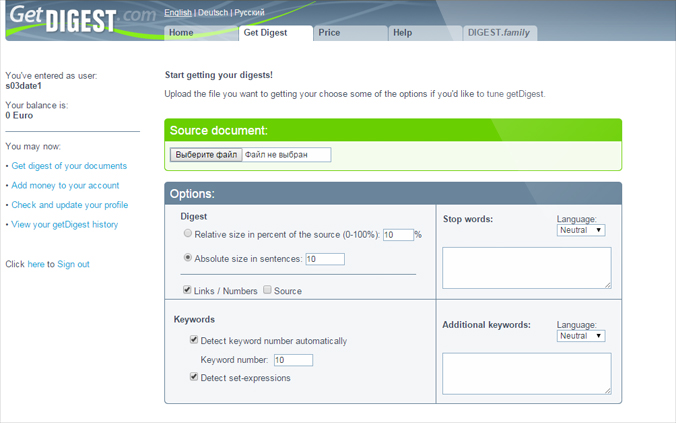 GetDIGEST.com
English | Deutsch | Русский
Home
Get Digest
Price
Help
DIGEST.family
You've entered as user:
s03date1
Your balance is:
0 Euro
You may now:
• Get digest of your documents
• Add money to your account
• Check and update your profile
• View your getDigest history
Click here to Sign out
Start getting your digests!
Upload the file you want to getting your choose some of the options if you'd like to tune getDigest.
Source document:
Выберите файл Файл не выбран
Options:
Digest
Relative size in percent of the source (0-100%): 10 %
Absolute size in sentences: 10
Links / Numbers Source
Stop words:
Language:
Neutral
Keywords
Detect keyword number automatically
Keyword number: 10
Detect set-expressions
Additional keywords:
Language:
Neutral